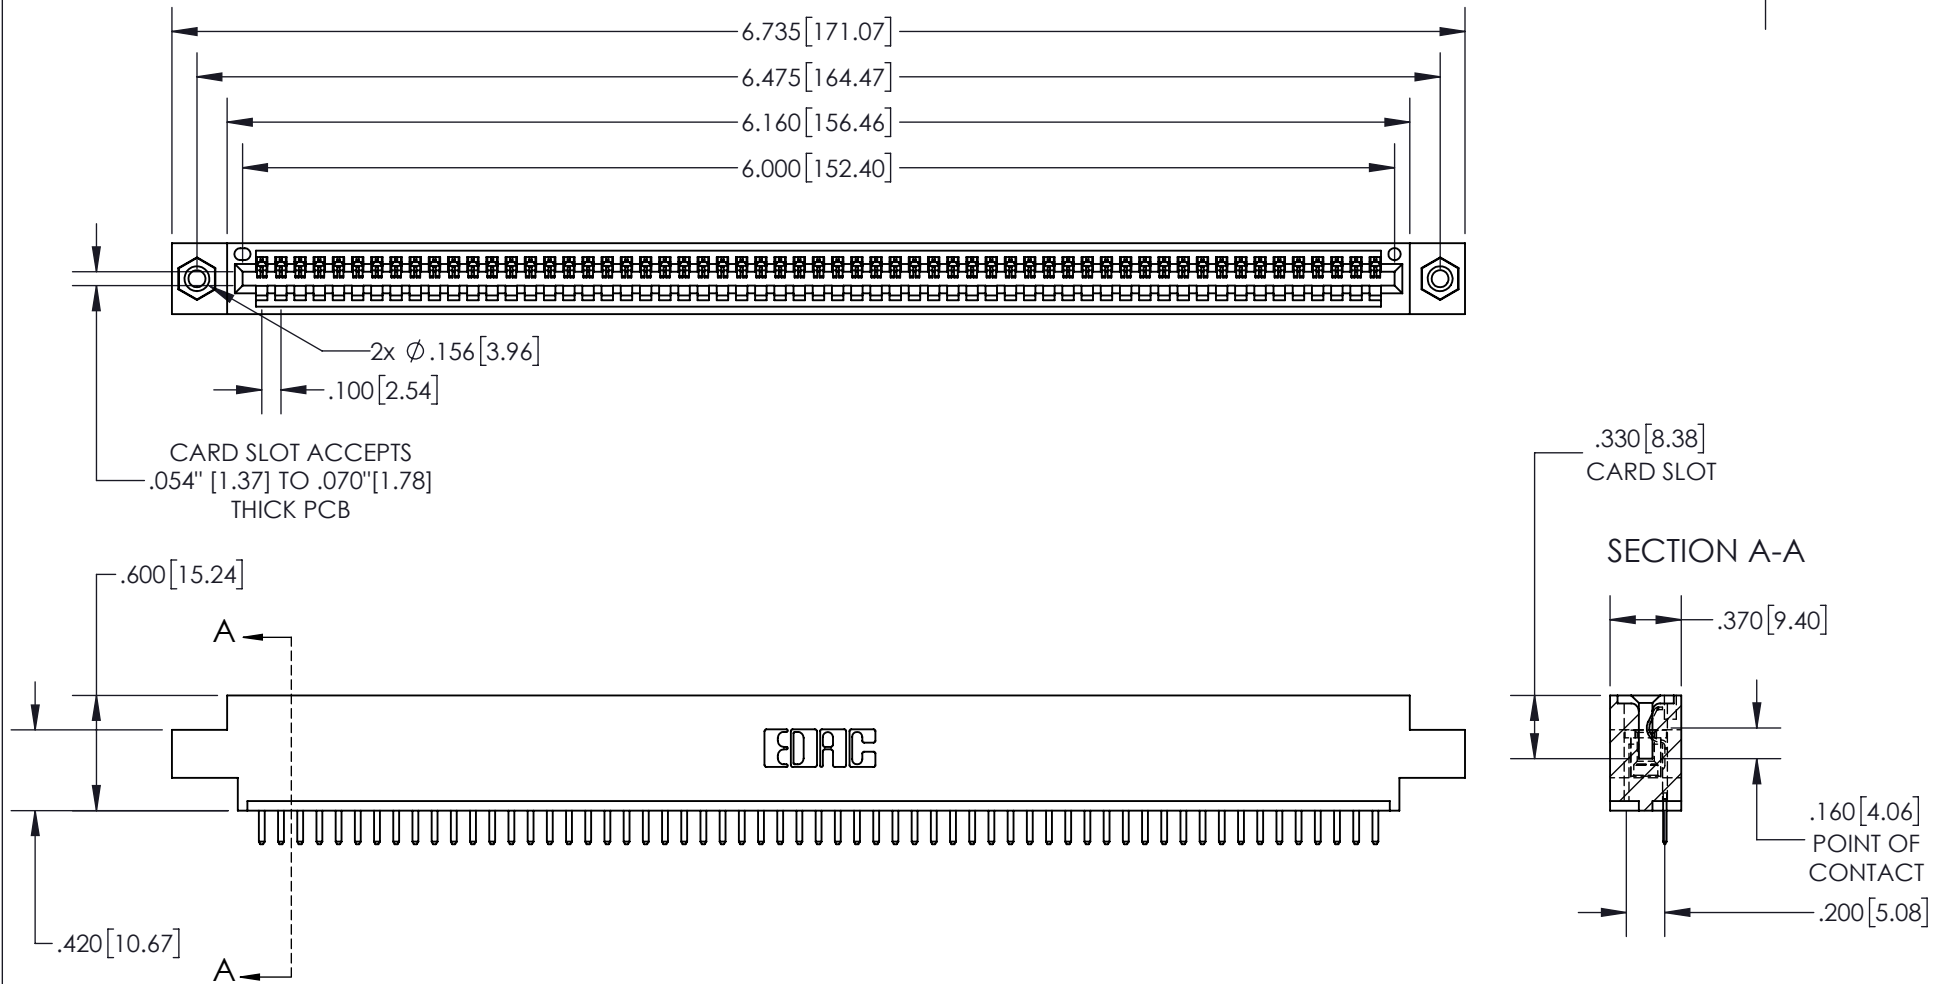 6.735[171.07]
6.475[164.47]
6.160[156.46]
6.000[152.40]
2x Ø.156[3.96]
.100[2.54]
CARD SLOT ACCEPTS
.054" [1.37] TO .070"[1.78]
THICK PCB
.330[8.38]
CARD SLOT
SECTION A-A
.600[15.24]
.370[9.40]
A
EDAC
.160[4.06]
POINT OF
CONTACT
.200[5.08]
.420[10.67]
A